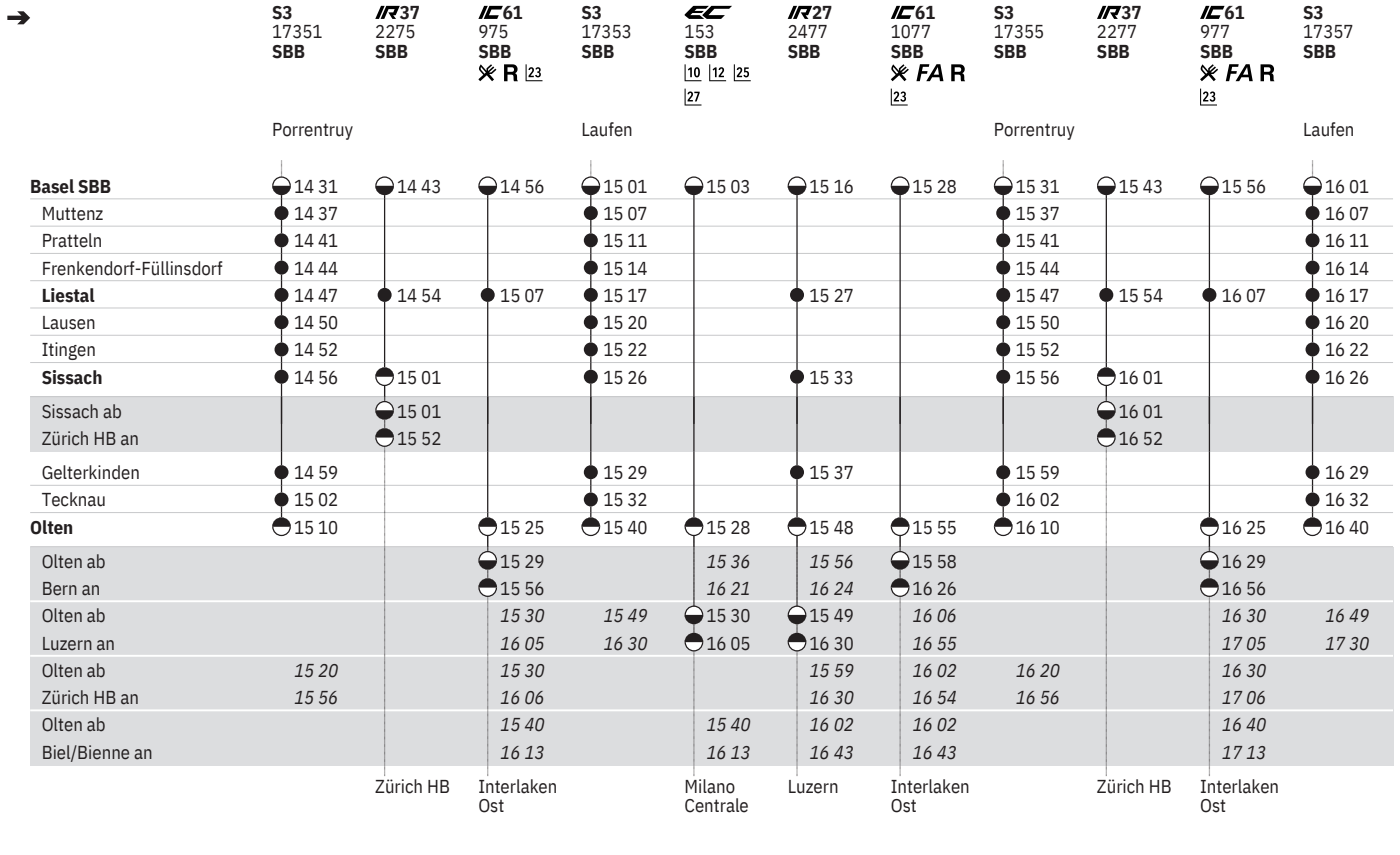 ➔ S3 IR37 IC61 S3 EC IR27 IC61 S3 IR37 IC61 S3
17351 2275 975 17353 153 2477 1077 17355 2277 977 17357
SBB SBB SBB SBB SBB SBB SBB SBB SBB SBB SBB
R 23 10 12 25 FA R FA R
27 23 23
Porrentruy Laufen Porrentruy Laufen
Basel SBB 14 31 14 43 14 56 15 01 15 03 15 16 15 28 15 31 15 43 15 56 16 01
Muttenz 14 37 15 07 15 37 16 07
Pratteln 14 41 15 11 15 41 16 11
Frenkendorf-Füllinsdorf 14 44 15 14 15 44 16 14
Liestal 14 47 14 54 15 07 15 17 15 27 15 47 15 54 16 07 16 17
Lausen 14 50 15 20 15 50 16 20
Itingen 14 52 15 22 15 52 16 22
Sissach 14 56 15 01 15 26 15 33 15 56 16 01 16 26
Sissach ab 15 01 16 01
Zürich HB an 15 52 16 52
Gelterkinden 14 59 15 29 15 37 15 59 16 29
Tecknau 15 02 15 32 16 02 16 32
Olten 15 10 15 25 15 40 15 28 15 48 15 55 16 10 16 25 16 40
Olten ab 15 29 15 36 15 56 15 58 16 29
Bern an 15 56 16 21 16 24 16 26 16 56
Olten ab 15 30 15 49 15 30 15 49 16 06 16 30 16 49
Luzern an 16 05 16 30 16 05 16 30 16 55 17 05 17 30
Olten ab 15 20 15 30 15 59 16 02 16 20 16 30
Zürich HB an 15 56 16 06 16 30 16 54 16 56 17 06
Olten ab 15 40 15 40 16 02 16 02 16 40
Biel/Bienne an 16 13 16 13 16 43 16 43 17 13
Zürich HB Interlaken Milano Luzern Interlaken Zürich HB Interlaken
Ost Centrale Ost Ost